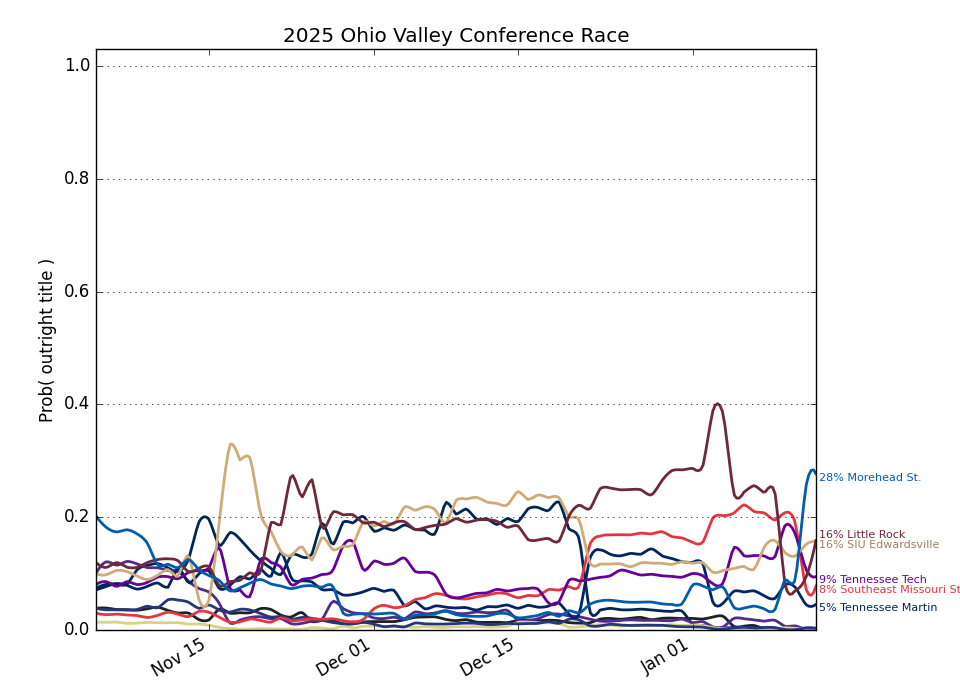 2025 Ohio Valley Conference Race
1.0
0.8
0.6
0.4
0.2
0.0
Prob( outright title )
28% Morehead St.
16% Little Rock
16% SIU Edwardsville
9% Tennessee Tech
8% Southeast Missouri St
5% Tennessee Martin
Nov 15
Dec 01
Dec 15
Jan 01